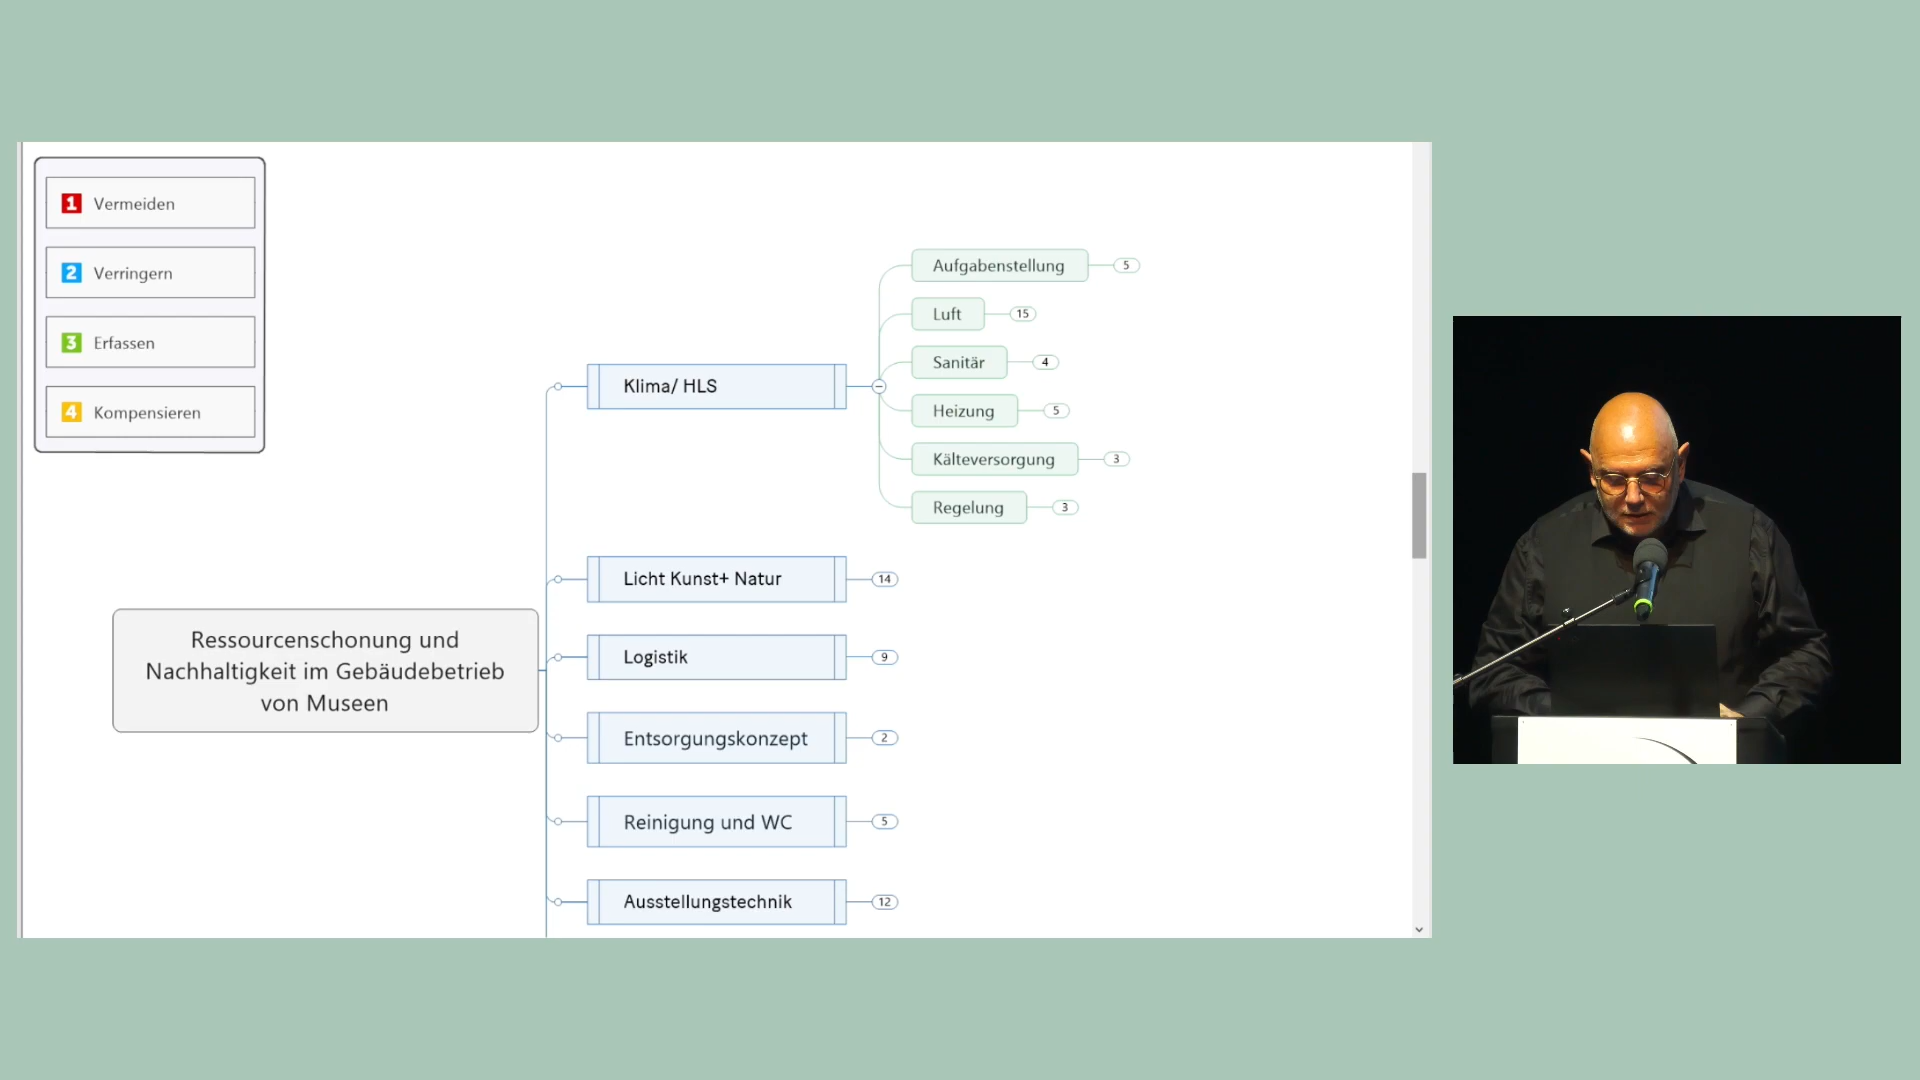 1 Vermeiden
2 Verringern
3 Erfassen
4 Kompensieren
Ressourcenschonung und
Nachhaltigkeit im Gebäudebetrieb
von Museen
Klima/ HLS
Aufgabenstellung 5
Luft 15
Sanitär 4
Heizung 5
Kälteversorgung 3
Regelung 3
Licht Kunst+ Natur 14
Logistik 9
Entsorgungskonzept 2
Reinigung und WC 5
Ausstellungstechnik 12